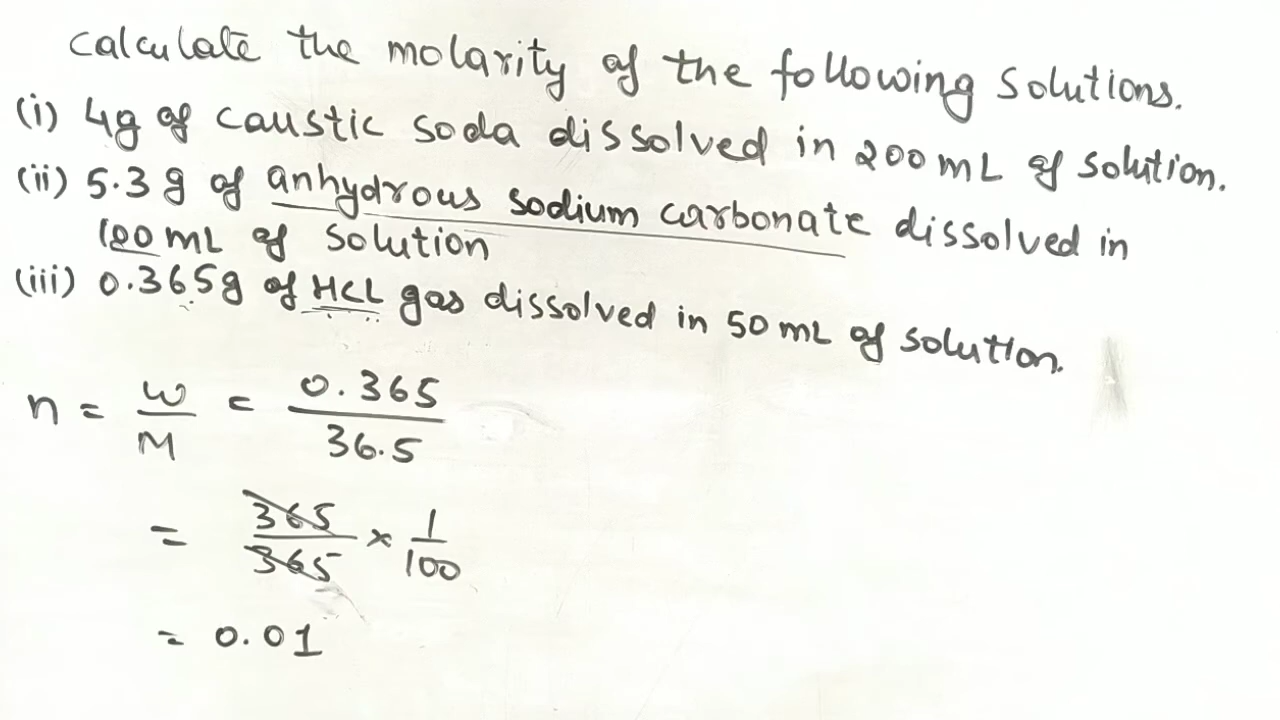 calculate the molarity of the following solutions.
(i) 4g of caustic soda dissolved in 200 mL of solution.
(ii) 5.3 g of anhydrous sodium carbonate dissolved in
100 mL of solution
(iii) 0.365g of HCL gas dissolved in 50 mL of solution.
n = w/M = 0.365/36.5
= 365/365 × 1/100
= 0.01